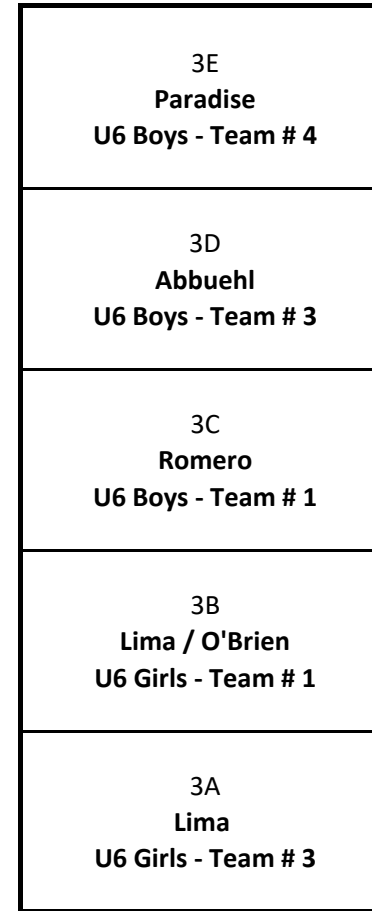 3E
Paradise
U6 Boys - Team # 4
3D
Abbuehl
U6 Boys - Team # 3
3C
Romero
U6 Boys - Team # 1
3B
Lima / O'Brien
U6 Girls - Team # 1
3A
Lima
U6 Girls - Team # 3